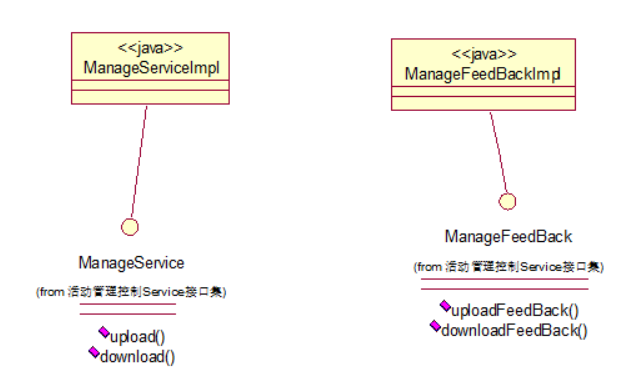 <<java>>
ManageServiceImpl
ManageService
(from 活动管理控制Service接口集)
upload()
download()
<<java>>
ManageFeedBackImpl
ManageFeedBack
(from 活动管理控制Service接口集)
uploadFeedBack()
downloadFeedBack()